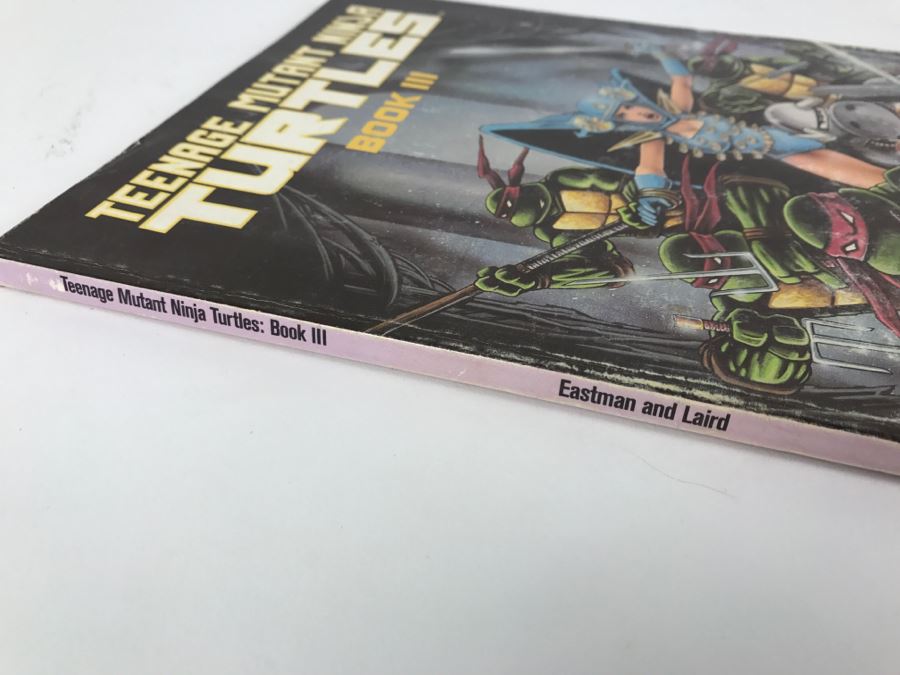 TEENAGE MUTANT NINJA
TURTLES
BOOK III
Teenage Mutant Ninja Turtles: Book III
Eastman and Laird